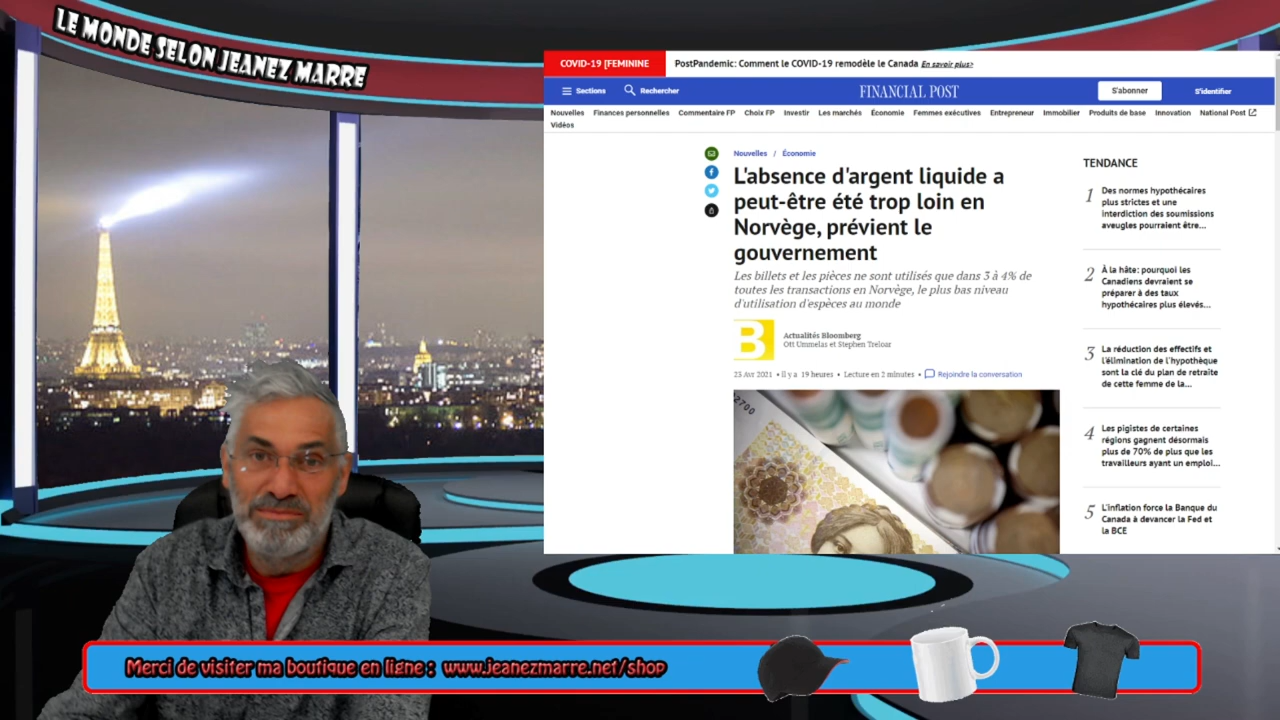 LE MONDE SELON JEANEZ MARRE
COVID-19 [FEMININE
PostPandemic: Comment le COVID-19 remodèle le Canada En savoir plus>
Sections
Rechercher
FINANCIAL POST
S'abonner
S'identifier
Nouvelles
Finances personnelles
Commentaire FP
Choix FP
Investir
Les marchés
Économie
Femmes exécutives
Entrepreneur
Immobilier
Produits de base
Innovation
National Post
Vidéos
Nouvelles / Économie
L'absence d'argent liquide a
peut-être été trop loin en
Norvège, prévient le
gouvernement
Les billets et les pièces ne sont utilisés que dans 3 à 4% de
toutes les transactions en Norvège, le plus bas niveau
d'utilisation d'espèces au monde
B
Actualités Bloomberg
Ott Ummelas et Stephen Treloar
23 Avr 2021 • Il y a 19 heures • Lecture en 2 minutes • Rejoindre la conversation
2700
TENDANCE
1
Des normes hypothécaires
plus strictes et une
interdiction des soumissions
aveugles pourraient être...
2
À la hâte: pourquoi les
Canadiens devraient se
préparer à des taux
hypothécaires plus élevés...
3
La réduction des effectifs et
l'élimination de l'hypothèque
sont la clé du plan de retraite
de cette femme de la...
4
Les pigistes de certaines
régions gagnent désormais
plus de 70% de plus que les
travailleurs ayant un emploi...
5
L'inflation force la Banque du
Canada à devancer la Fed et
la BCE
Merci de visiter ma boutique en ligne : www.jeanezmarre.net/shop